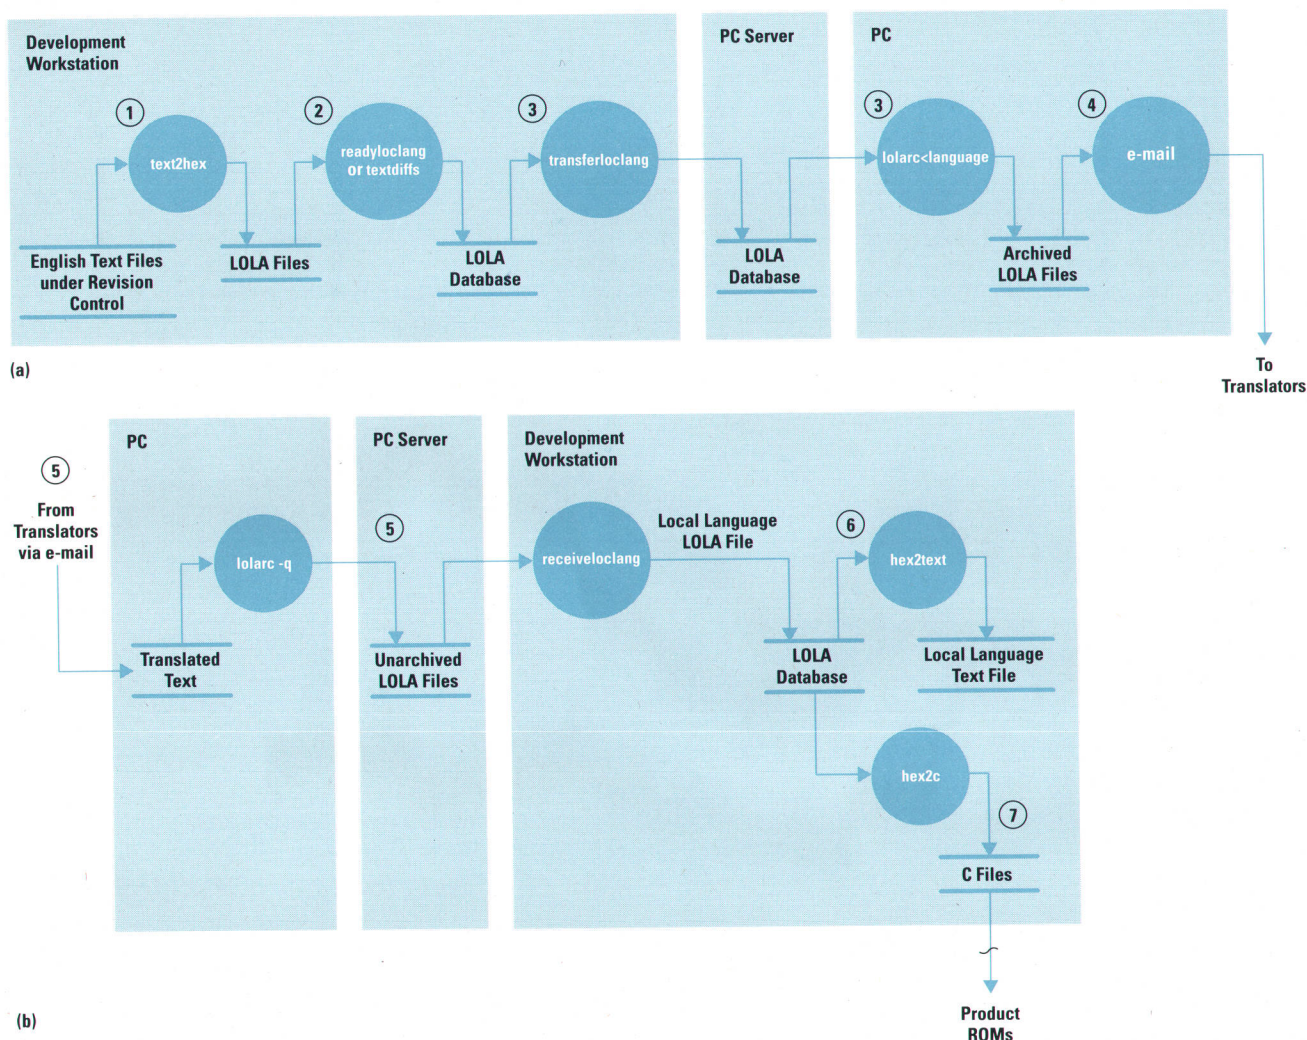 Development
Workstation
PC Server
PC
1
2
3
3
4
text2hex
readyloclang
or textdiffs
transferloclang
lolarc<language
e-mail
English Text Files
under Revision
Control
LOLA Files
LOLA
Database
LOLA
Database
Archived
LOLA Files
(a)
To
Translators
PC
PC Server
Development
Workstation
5
From
Translators
via e-mail
lolarc -q
5
receiveloclang
Local Language
LOLA File
6
hex2text
Translated
Text
Unarchived
LOLA Files
LOLA
Database
Local Language
Text File
hex2c
7
C Files
(b)
Product
ROMs